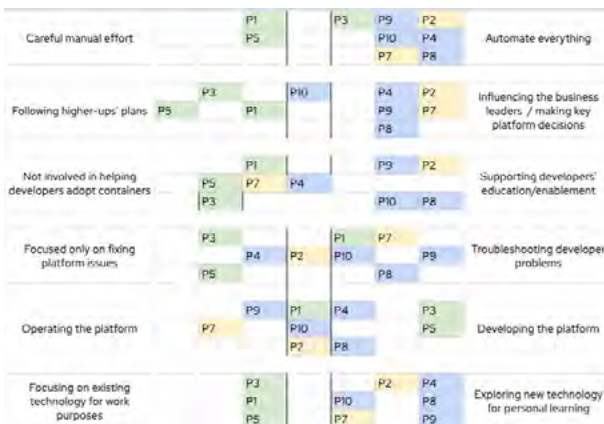 P1 P3 P9 P2
Careful manual effort P5 P10 P4 Automate everything
P7 P8
P3 P10 P4 P2 Influencing the business
Following higher-ups' plans P5 P1 P9 P7 leaders / making key
P8 platform decisions
P1 P9 P2
Not involved in helping P5 P7 P4 Supporting developers'
developers adopt containers P3 P10 P8 education/enablement
P3 P1 P7
Focused only on fixing P4 P2 P10 P9 Troubleshooting developer
platform issues P5 P8 problems
P9 P1 P4 P3
Operating the platform P7 P10 P5 Developing the platform
P2 P8
Focusing on existing P3 P2 P4
technology for work P1 P10 P8 Exploring new technology
purposes P5 P7 P9 for personal learning